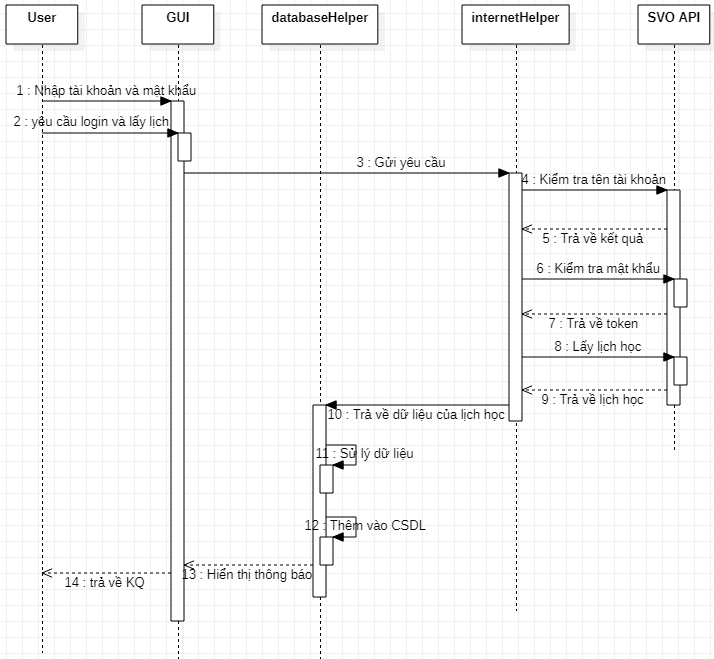 User
GUI
databaseHelper
internetHelper
SVO API
1 : Nhập tài khoản và mật khẩu
2 : yêu cầu login và lấy lịch
3 : Gửi yêu cầu
4 : Kiểm tra tên tài khoản
5 : Trả về kết quả
6 : Kiểm tra mật khẩu
7 : Trả về token
8 : Lấy lịch học
9 : Trả về lịch học
10 : Trả về dữ liệu của lịch học
11 : Sử lý dữ liệu
12 : Thêm vào CSDL
13 : Hiển thị thông báo
14 : trả về KQ